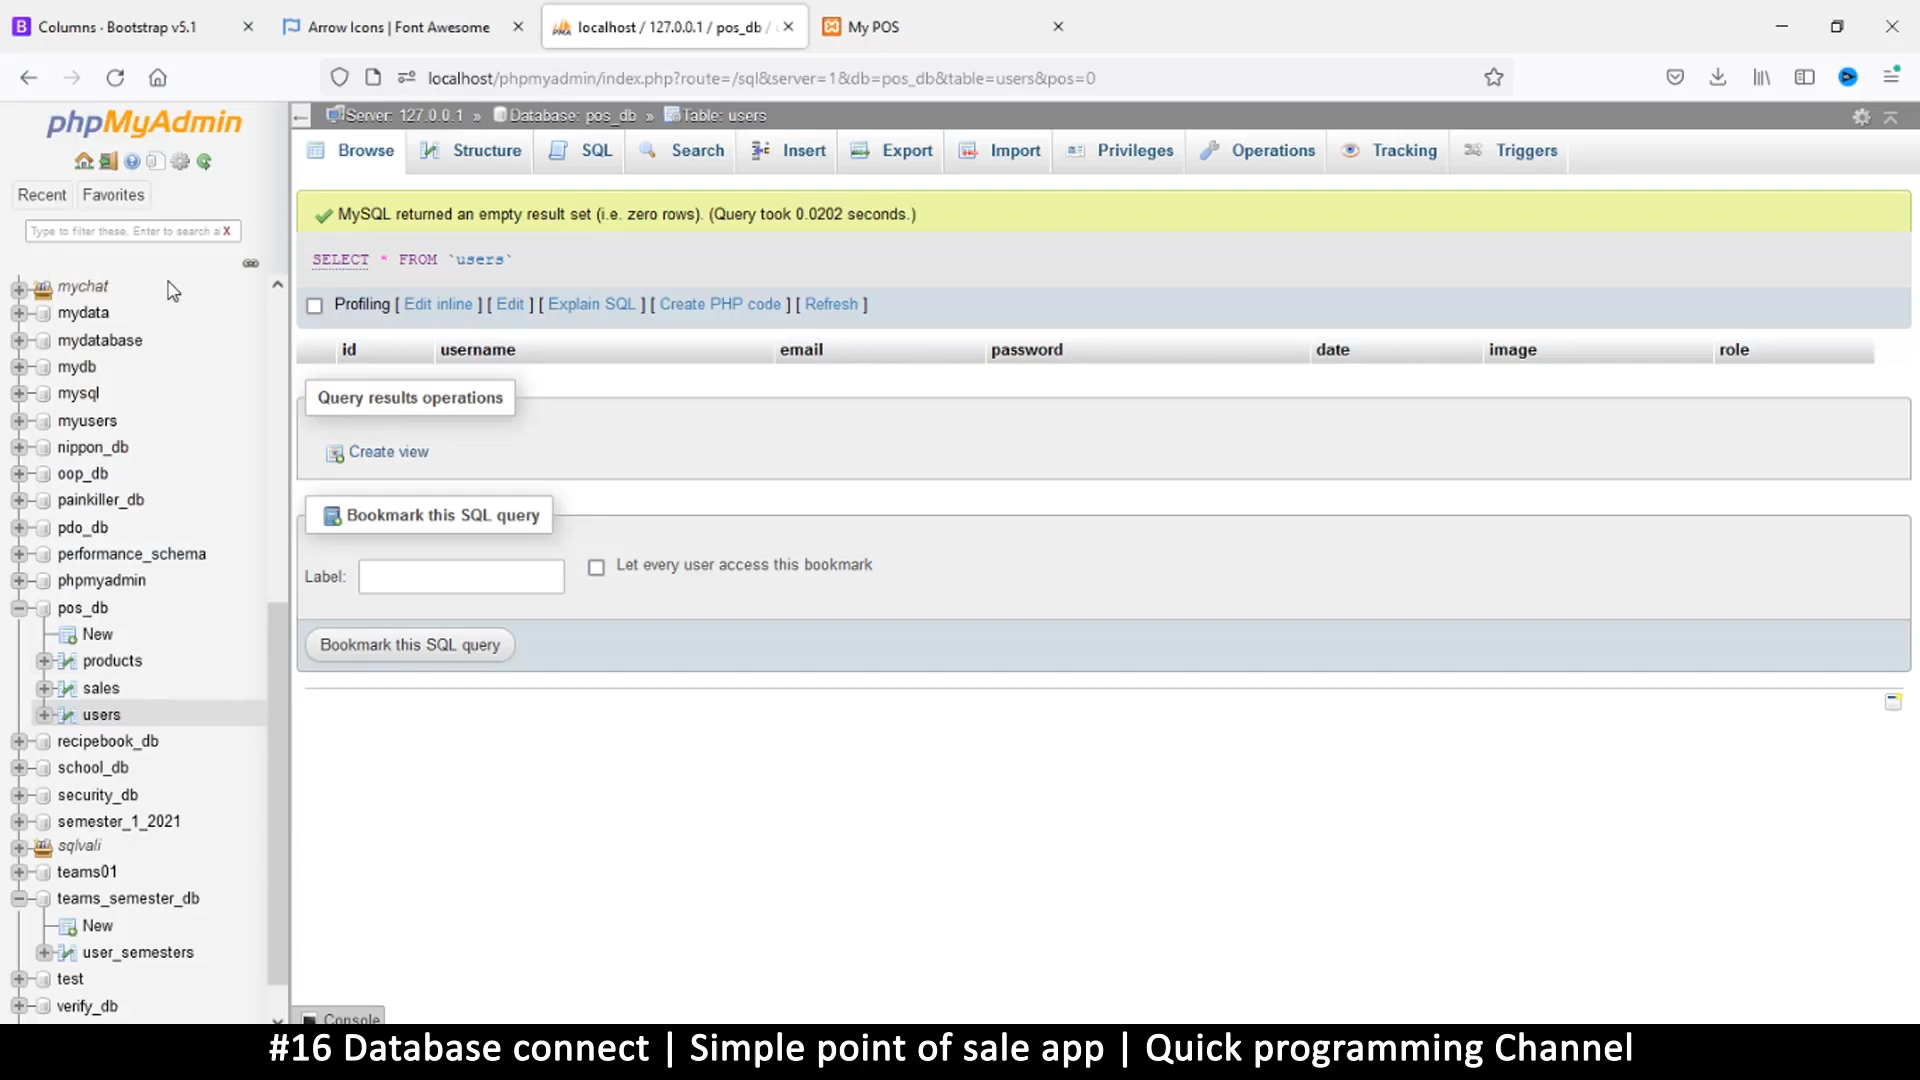 Columns · Bootstrap v5.1
Arrow Icons | Font Awesome
localhost / 127.0.0.1 / pos_db /
My POS
localhost/phpmyadmin/index.php?route=/sql&server=1&db=pos_db&table=users&pos=0
phpMyAdmin
Server: 127.0.0.1 » Database: pos_db » Table: users
Browse
Structure
SQL
Search
Insert
Export
Import
Privileges
Operations
Tracking
Triggers
Recent
Favorites
Type to filter these, Enter to search a
X
mychat
mydata
mydatabase
mydb
mysql
myusers
nippon_db
oop_db
painkiller_db
pdo_db
performance_schema
phpmyadmin
pos_db
New
products
sales
users
recipebook_db
school_db
security_db
semester_1_2021
sqlvali
teams01
teams_semester_db
New
user_semesters
test
verify_db
MySQL returned an empty result set (i.e. zero rows). (Query took 0.0202 seconds.)
SELECT * FROM `users`
Profiling [ Edit inline ] [ Edit ] [ Explain SQL ] [ Create PHP code ] [ Refresh ]
id username email password date image role
Query results operations
Create view
Bookmark this SQL query
Label:
Let every user access this bookmark
Bookmark this SQL query
Console
#16 Database connect | Simple point of sale app | Quick programming Channel